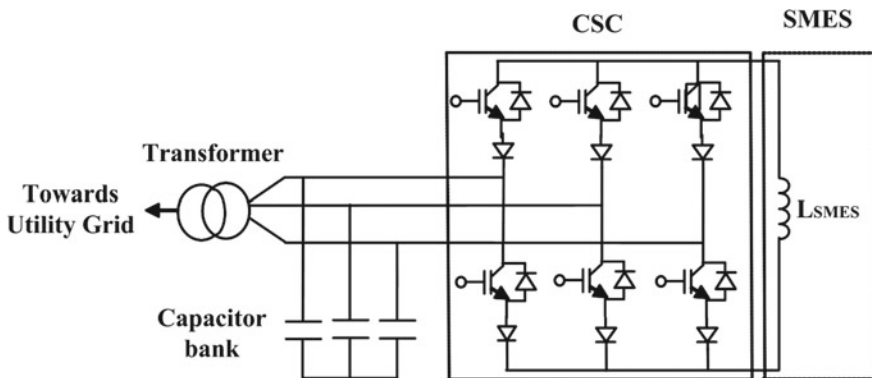 CSC
SMES
Transformer
Towards
Utility Grid
LSMES
Capacitor
bank